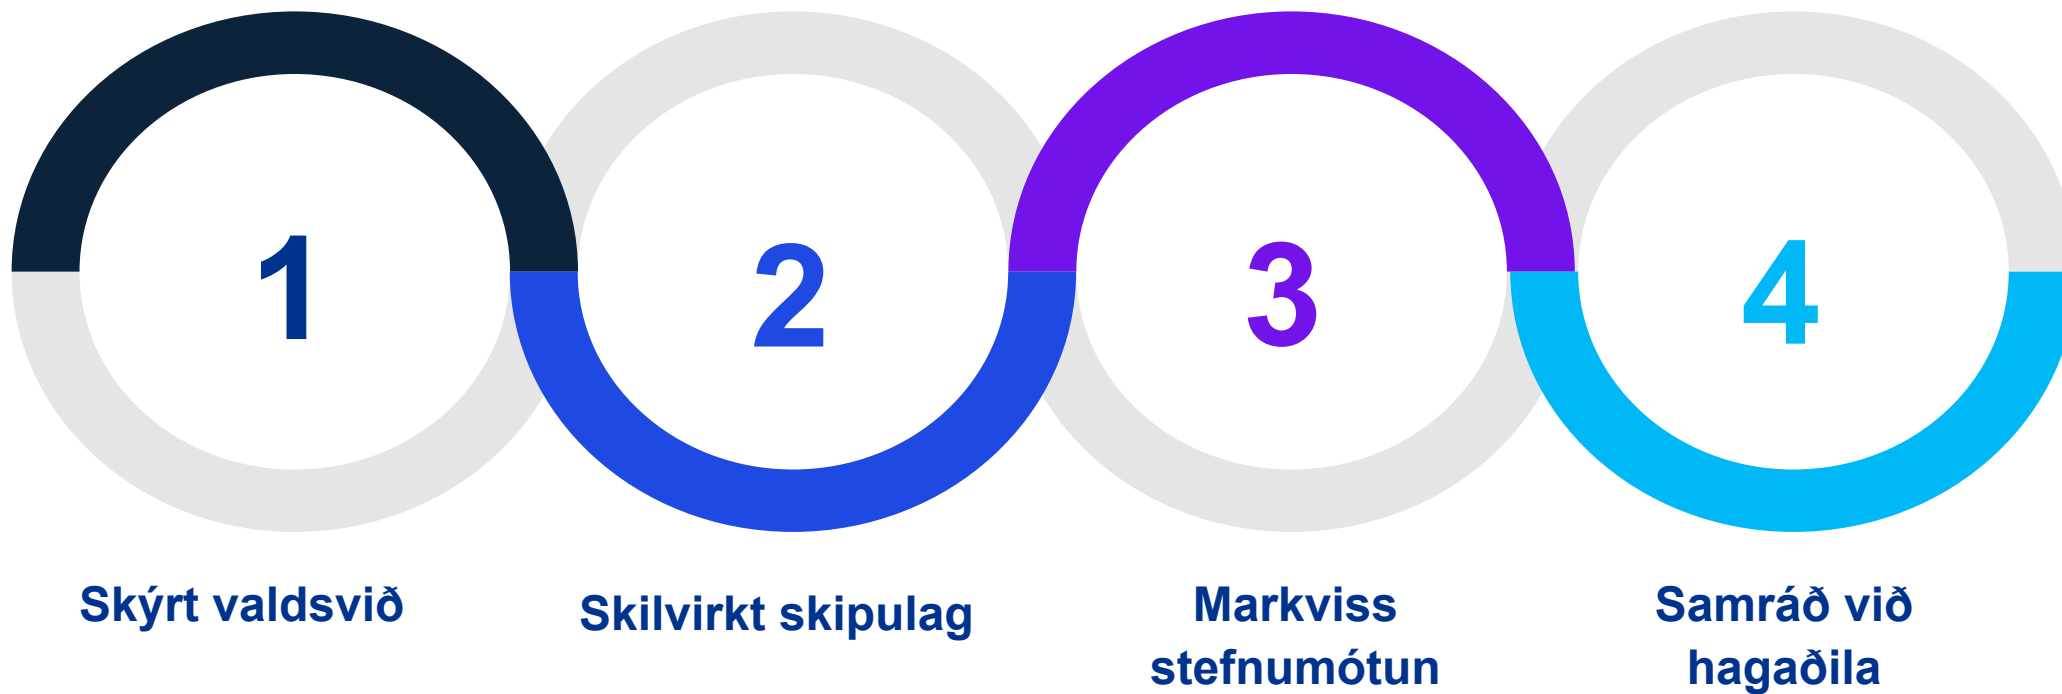 1
2
3
4
Skýrt valdsvið
Skilvirkt skipulag
Markviss
stefnumótun
Samráð við
hagaðila